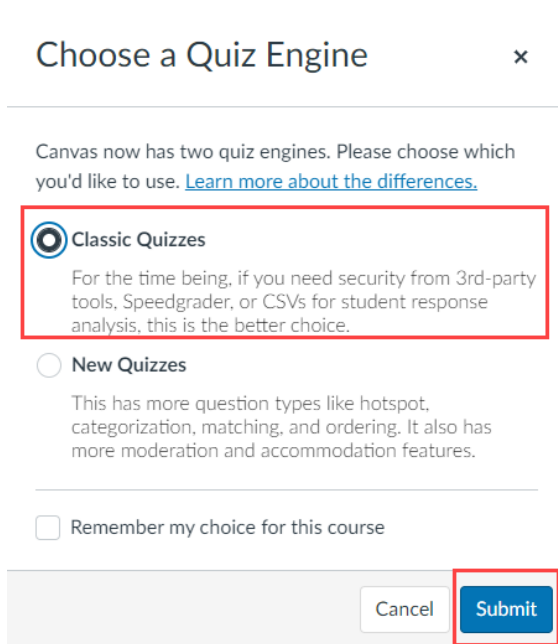 Choose a Quiz Engine ×
Canvas now has two quiz engines. Please choose which
you'd like to use. Learn more about the differences.
Classic Quizzes
For the time being, if you need security from 3rd-party
tools, Speedgrader, or CSVs for student response
analysis, this is the better choice.
New Quizzes
This has more question types like hotspot,
categorization, matching, and ordering. It also has
more moderation and accommodation features.
Remember my choice for this course
Cancel Submit